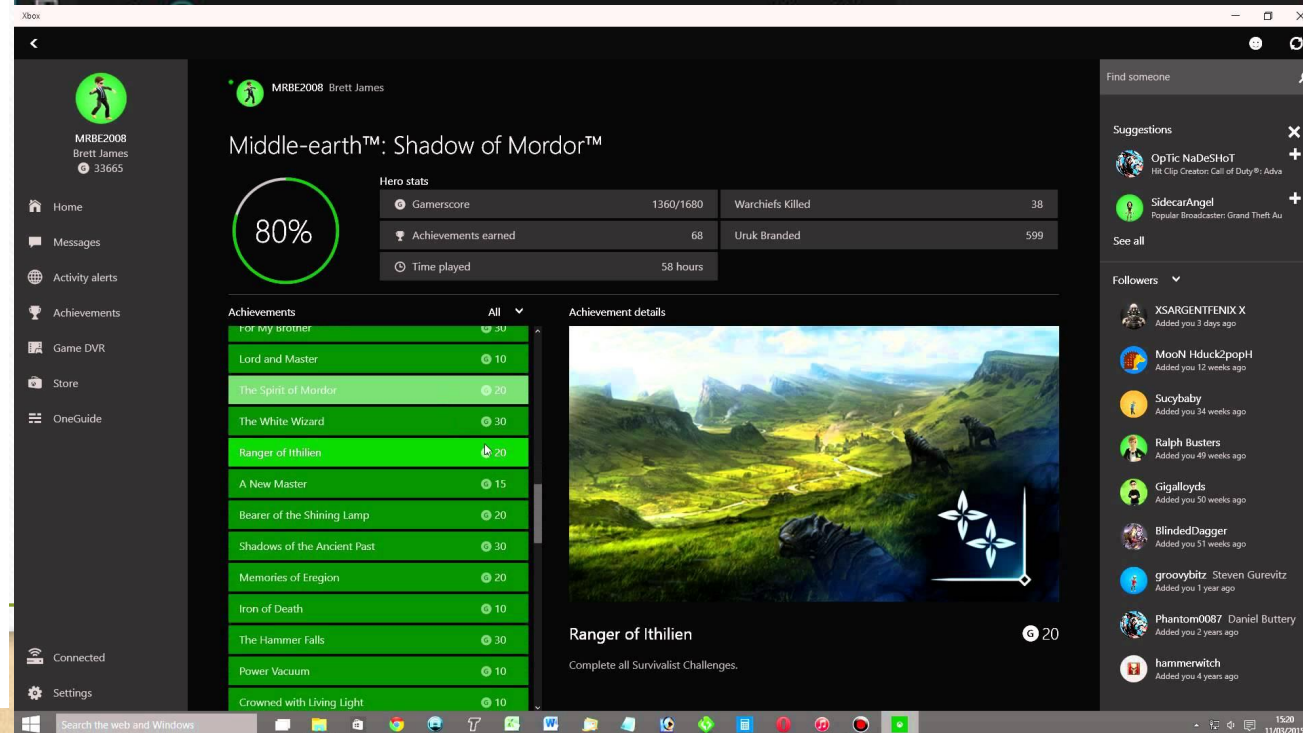 Xbox
MRBE2008
Brett James
G 33665
Home
Messages
Activity alerts
Achievements
Game DVR
Store
OneGuide
Connected
Settings
MRBE2008 Brett James
Middle-earth™: Shadow of Mordor™
80%
Hero stats
G Gamerscore 1360/1680
Warchiefs Killed 38
Achievements earned 68
Uruk Branded 599
Time played 58 hours
Achievements All
For My Brother G 30
Lord and Master G 10
The Spirit of Mordor G 20
The White Wizard G 30
Ranger of Ithilien 20
A New Master G 15
Bearer of the Shining Lamp G 20
Shadows of the Ancient Past G 30
Memories of Eregion G 20
Iron of Death G 10
The Hammer Falls G 30
Power Vacuum G 10
Crowned with Living Light G 10
Achievement details
Ranger of Ithilien G 20
Complete all Survivalist Challenges.
Find someone
Suggestions
OpTic NaDeSHoT
Hit Clip Creator: Call of Duty®: Adva
SidecarAngel
Popular Broadcaster: Grand Theft Au
See all
Followers
XSARGENTFENIX X
Added you 3 days ago
MooN Hduck2popH
Added you 12 weeks ago
Sucybaby
Added you 34 weeks ago
Ralph Busters
Added you 49 weeks ago
Gigalloyds
Added you 50 weeks ago
BlindedDagger
Added you 51 weeks ago
groovybitz Steven Gurevitz
Added you 1 year ago
Phantom0087 Daniel Buttery
Added you 2 years ago
hammerwitch
Added you 4 years ago
Search the web and Windows
15:20
11/03/2015